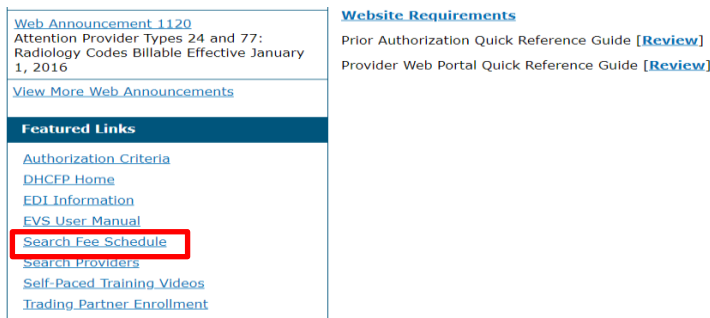 Web Announcement 1120
Attention Provider Types 24 and 77:
Radiology Codes Billable Effective January
1, 2016
View More Web Announcements
Featured Links
Authorization Criteria
DHCFP Home
EDI Information
EVS User Manual
Search Fee Schedule
Search Providers
Self-Paced Training Videos
Trading Partner Enrollment
Website Requirements
Prior Authorization Quick Reference Guide [Review]
Provider Web Portal Quick Reference Guide [Review]